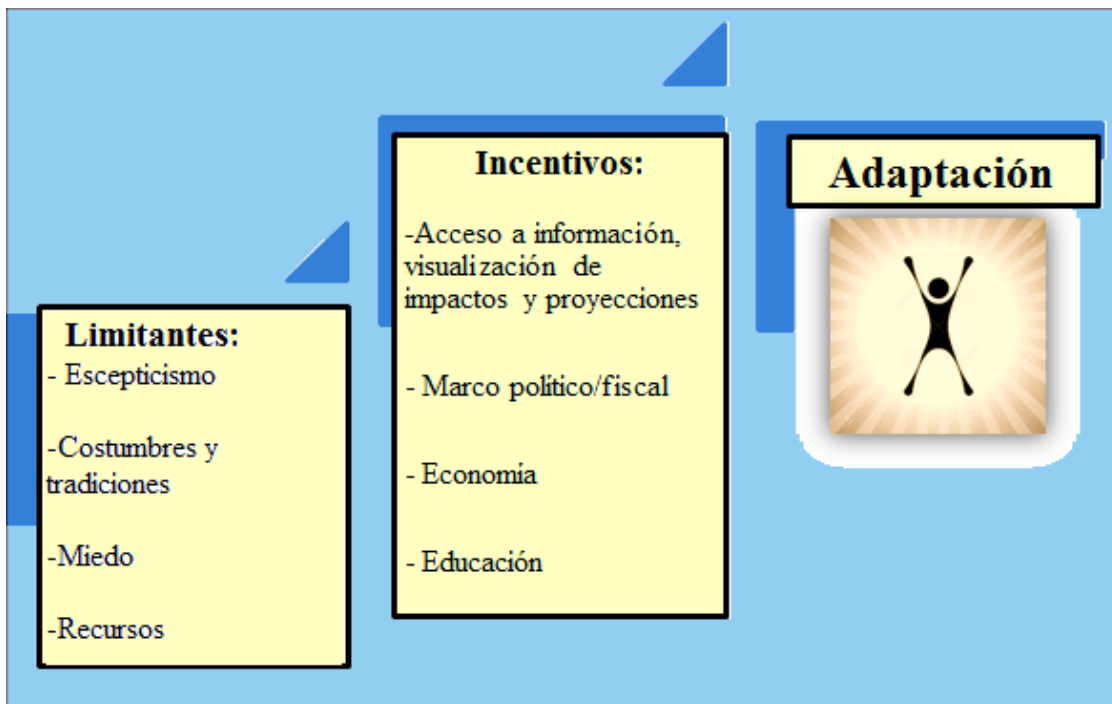 Limitantes:
- Escepticismo
-Costumbres y
tradiciones
-Miedo
-Recursos
Incentivos:
-Acceso a información,
visualización de
impactos y proyecciones
- Marco político/fiscal
- Economía
- Educación
Adaptación